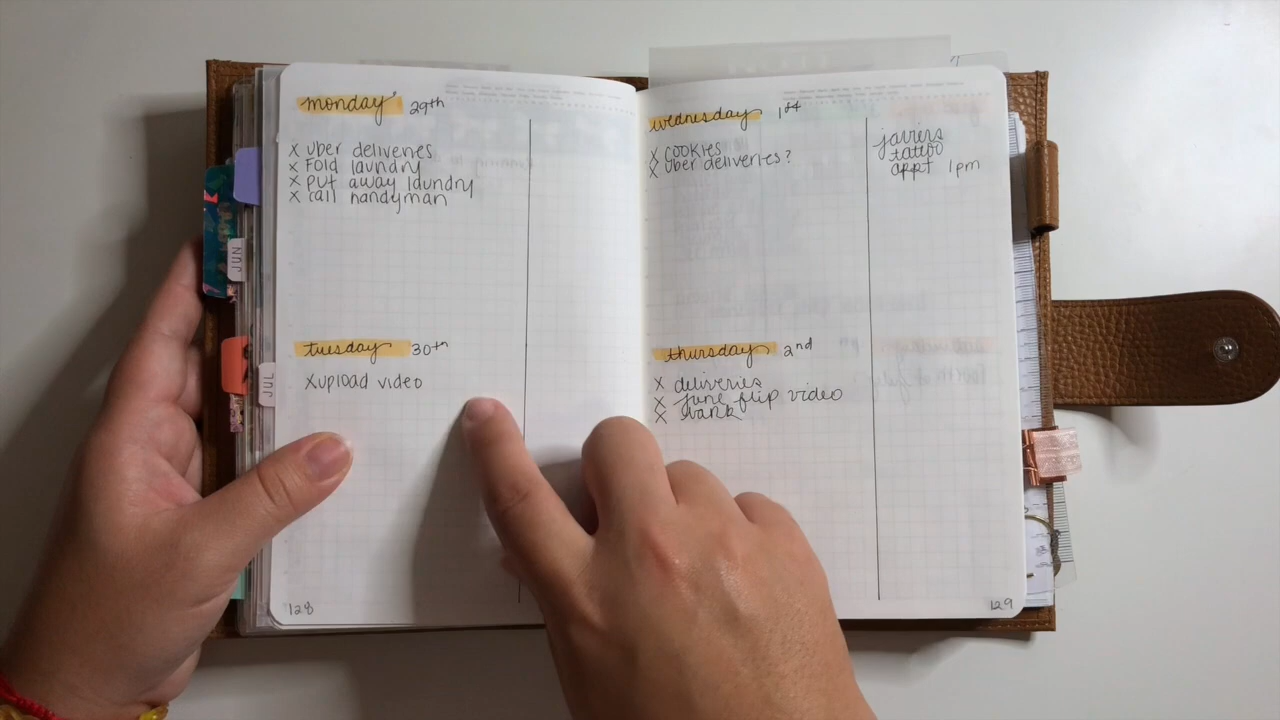 monday 29th
X uber deliveries
X Fold laundry
X put away laundry
X call handyman
tuesday 30th
X upload video
128
wednesday 1st
X cookies
X uber deliveries?
javiers
tattoo
appt 1pm
thursday 2nd
X deliveries
X june flip video
X bank
129
JUN
JUL